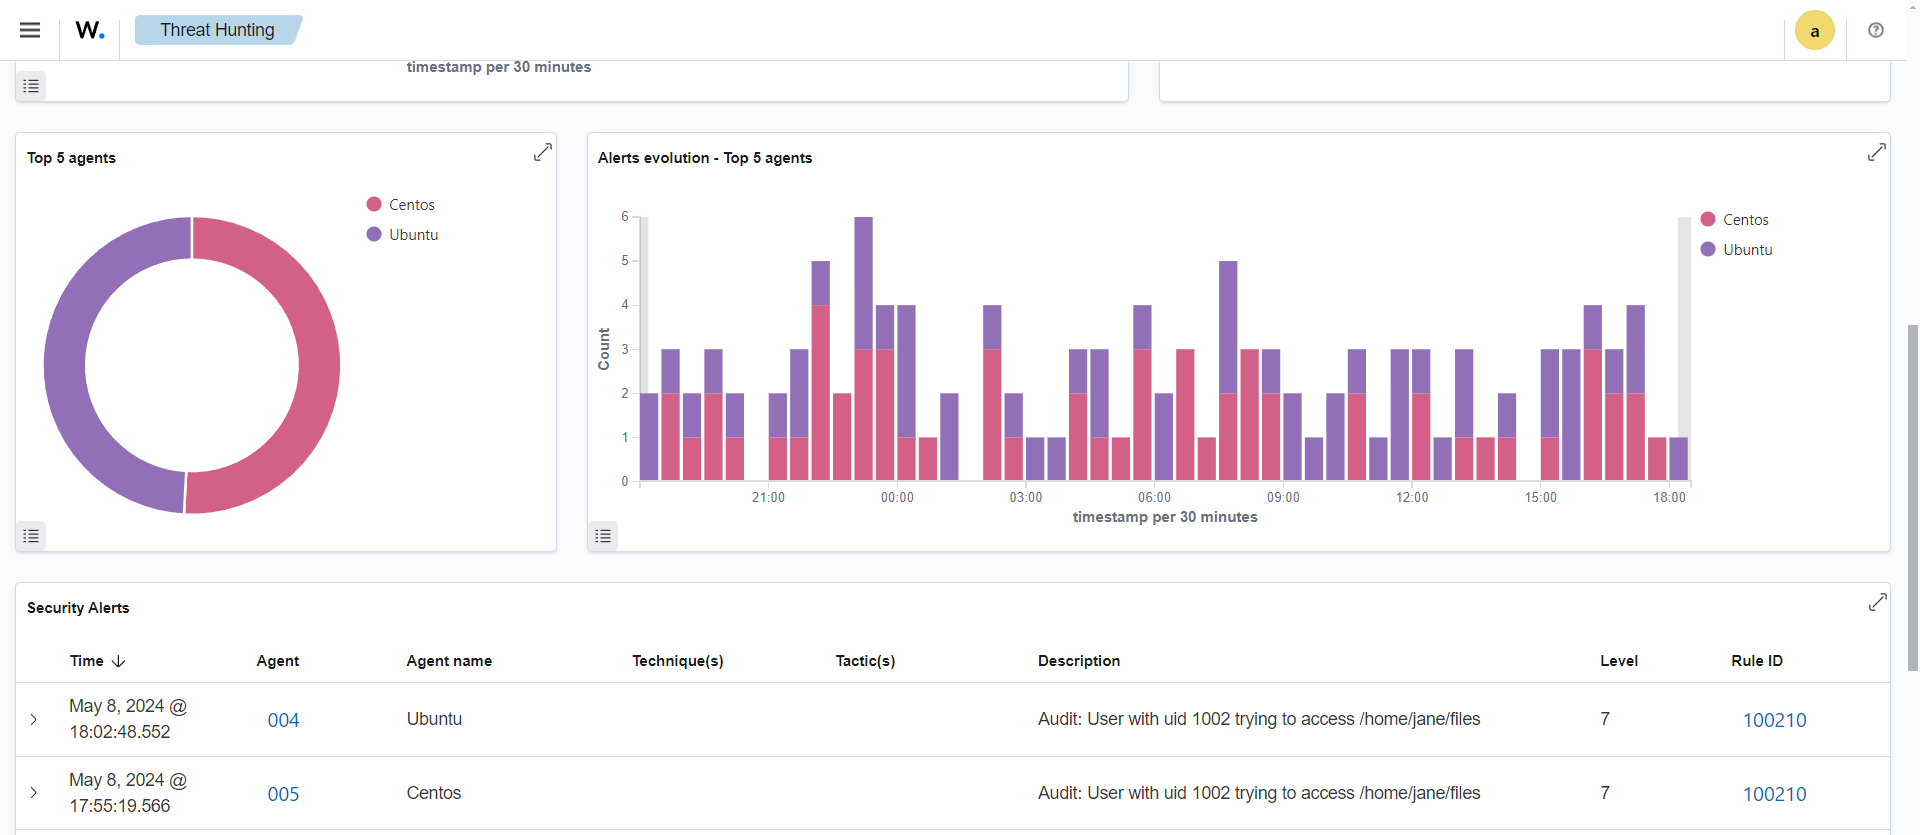 W. Threat Hunting a
timestamp per 30 minutes
Top 5 agents
Centos
Ubuntu
Alerts evolution - Top 5 agents
Centos
Ubuntu
Count
6
5
4
3
2
1
0
21:00 00:00 03:00 06:00 09:00 12:00 15:00 18:00
timestamp per 30 minutes
Security Alerts
Time Agent Agent name Technique(s) Tactic(s) Description Level Rule ID
May 8, 2024 @
18:02:48.552 004 Ubuntu Audit: User with uid 1002 trying to access /home/jane/files 7 100210
May 8, 2024 @
17:55:19.566 005 Centos Audit: User with uid 1002 trying to access /home/jane/files 7 100210